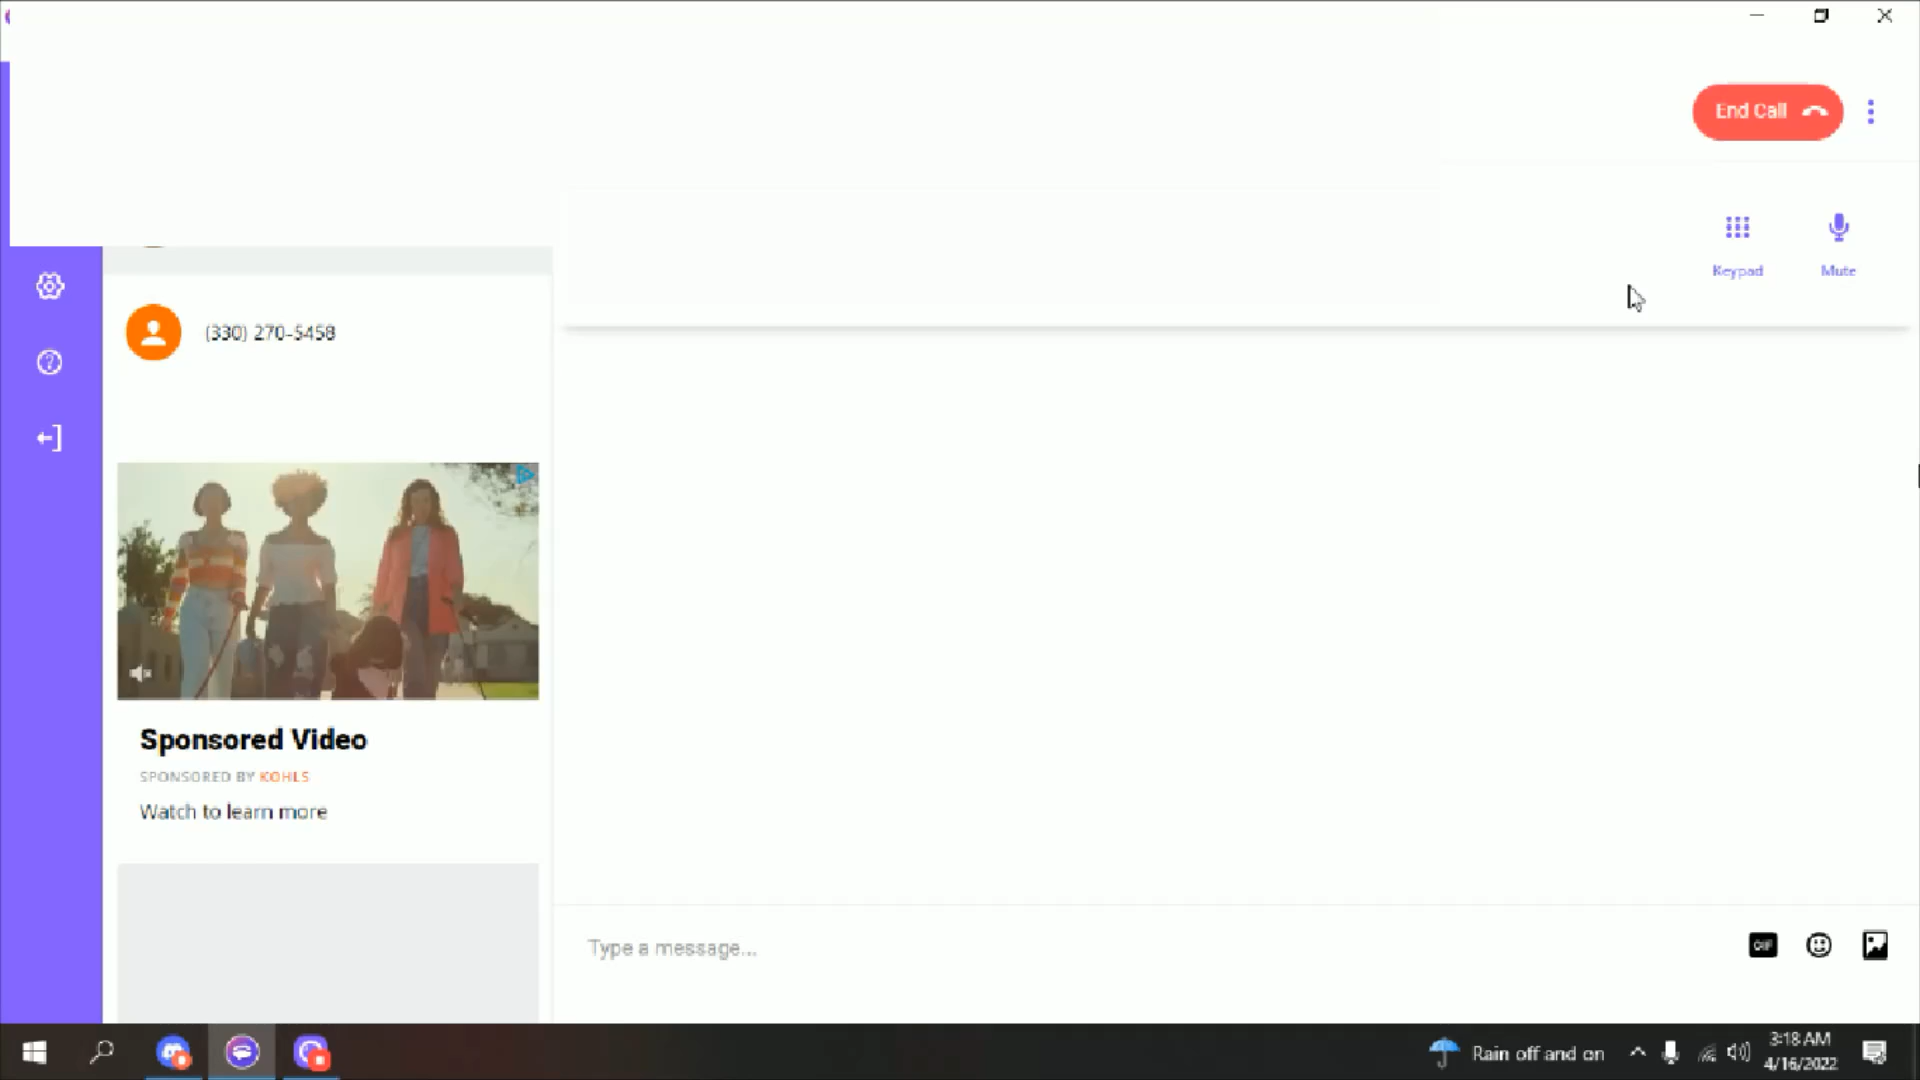 End Call
Keypad
Mute
(330) 270-5458
Sponsored Video
SPONSORED BY KOHLS
Watch to learn more
Type a message...
GIF
Rain off and on
3:18 AM
4/16/2022